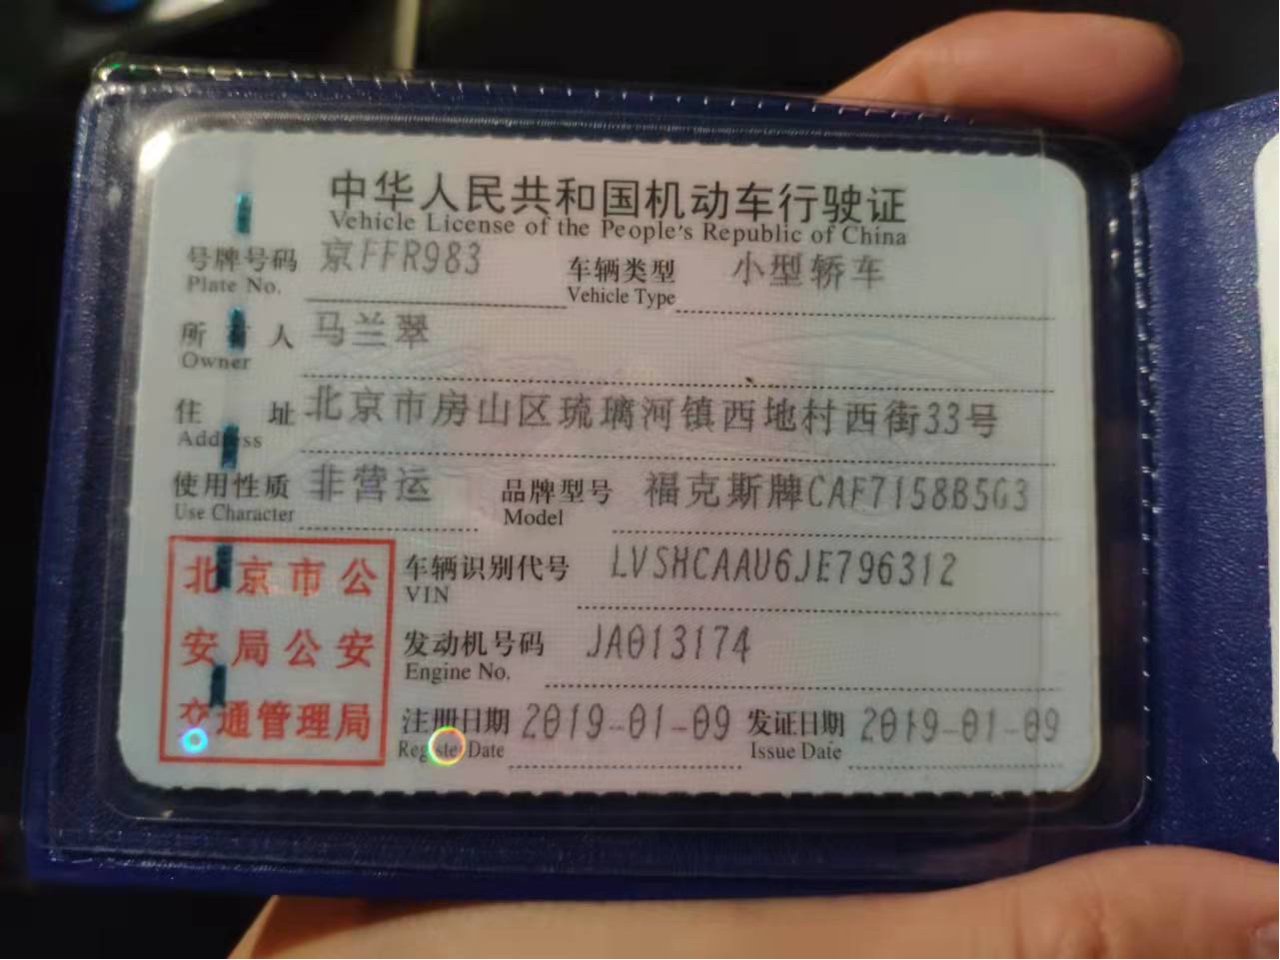 中华人民共和国机动车行驶证
Vehicle License of the People's Republic of China
号牌号码 京FFR983 车辆类型 小型轿车
Plate No. Vehicle Type
所有人 马兰翠
Owner
住址 北京市房山区琉璃河镇西地村西街33号
Address
使用性质 非营运 品牌型号 福克斯牌CAF7158B5G3
Use Character Model
北京市公
安局公安
交通管理局
车辆识别代号 LVSHCAAU6JE796312
VIN
发动机号码 JA013174
Engine No.
注册日期 2019-01-09 发证日期 2019-01-09
Register Date Issue Date